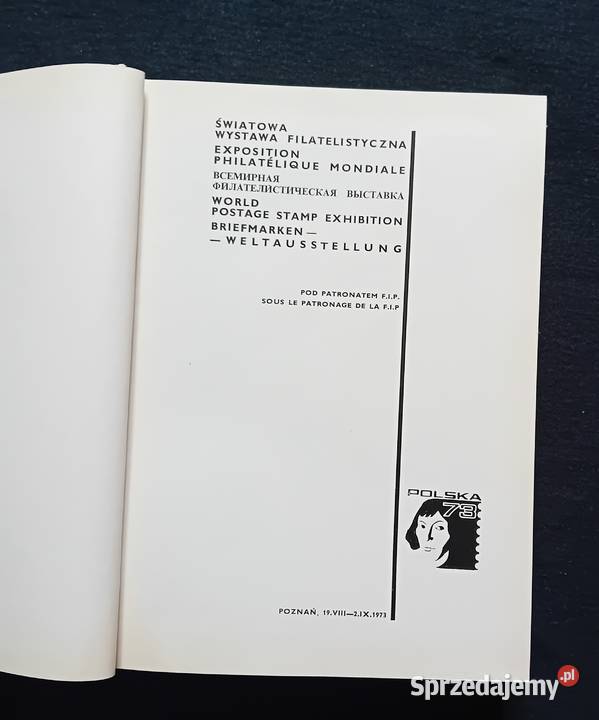 ŚWIATOWA
WYSTAWA FILATELISTYCZNA
EXPOSITION
PHILATÉLIQUE MONDIALE
ВСЕМИРНАЯ
ФИЛАТЕЛИСТИЧЕСКАЯ ВЫСТАВКА
WORLD
POSTAGE STAMP EXHIBITION
BRIEFMARKEN —
— WELTAUSSTELLUNG
POD PATRONATEM F.I.P.
SOUS LE PATRONAGE DE LA F.I.P
POLSKA
73
POZNAŃ, 19.VIII—2.IX.1973
Sprzedajemy.pl